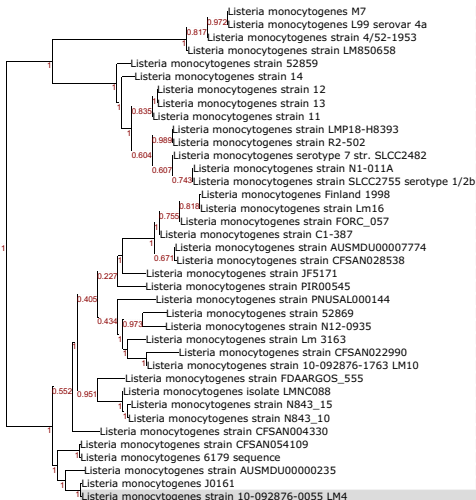 Listeria monocytogenes M7
0.972
Listeria monocytogenes L99 serovar 4a
0.817
Listeria monocytogenes strain 4/52-1953
Listeria monocytogenes strain LM850658
1
Listeria monocytogenes strain 52859
Listeria monocytogenes strain 14
1
Listeria monocytogenes strain 12
1
Listeria monocytogenes strain 13
0.835
Listeria monocytogenes strain 11
1
Listeria monocytogenes strain LMP18-H8393
0.989
Listeria monocytogenes strain R2-502
0.604
Listeria monocytogenes serotype 7 str. SLCC2482
0.607
Listeria monocytogenes strain N1-011A
0.743
Listeria monocytogenes strain SLCC2755 serotype 1/2b
Listeria monocytogenes Finland 1998
0.818
Listeria monocytogenes strain Lm16
0.755
Listeria monocytogenes strain FORC_057
1
Listeria monocytogenes strain C1-387
1
Listeria monocytogenes strain AUSMDU00007774
0.671
Listeria monocytogenes strain CFSAN028538
1
Listeria monocytogenes strain JF5171
0.227
Listeria monocytogenes strain PIR00545
0.405
Listeria monocytogenes strain PNUSAL000144
Listeria monocytogenes strain 52869
0.434
0.973
Listeria monocytogenes strain N12-0935
1
Listeria monocytogenes strain Lm 3163
1
Listeria monocytogenes strain CFSAN022990
1
Listeria monocytogenes strain 10-092876-1763 LM10
1
Listeria monocytogenes strain FDAARGOS_555
0.552
0.951
Listeria monocytogenes isolate LMNC088
1
Listeria monocytogenes strain N843_15
1
Listeria monocytogenes strain N843_10
Listeria monocytogenes strain CFSAN004330
1
Listeria monocytogenes strain CFSAN054109
1
Listeria monocytogenes 6179 sequence
1
Listeria monocytogenes strain AUSMDU00000235
1
Listeria monocytogenes J0161
1
Listeria monocytogenes strain 10-092876-0055 LM4